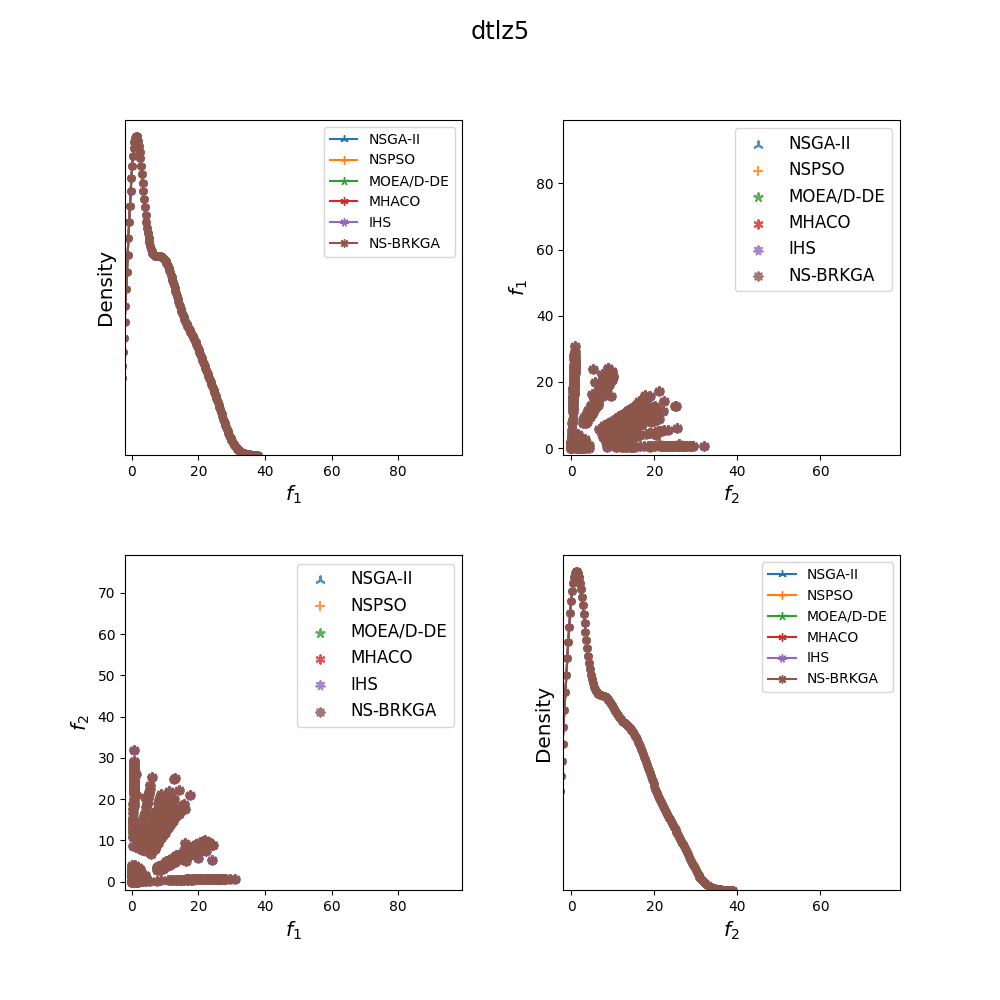 dtlz5
NSGA-II
NSPSO
MOEA/D-DE
MHACO
IHS
NS-BRKGA
Density
0 20 40 60 80
f1
NSGA-II
NSPSO
MOEA/D-DE
MHACO
IHS
NS-BRKGA
80
60
40
20
0
f1
0 20 40 60
f2
NSGA-II
NSPSO
MOEA/D-DE
MHACO
IHS
NS-BRKGA
70
60
50
40
30
20
10
0
f2
0 20 40 60 80
f1
NSGA-II
NSPSO
MOEA/D-DE
MHACO
IHS
NS-BRKGA
Density
0 20 40 60
f2